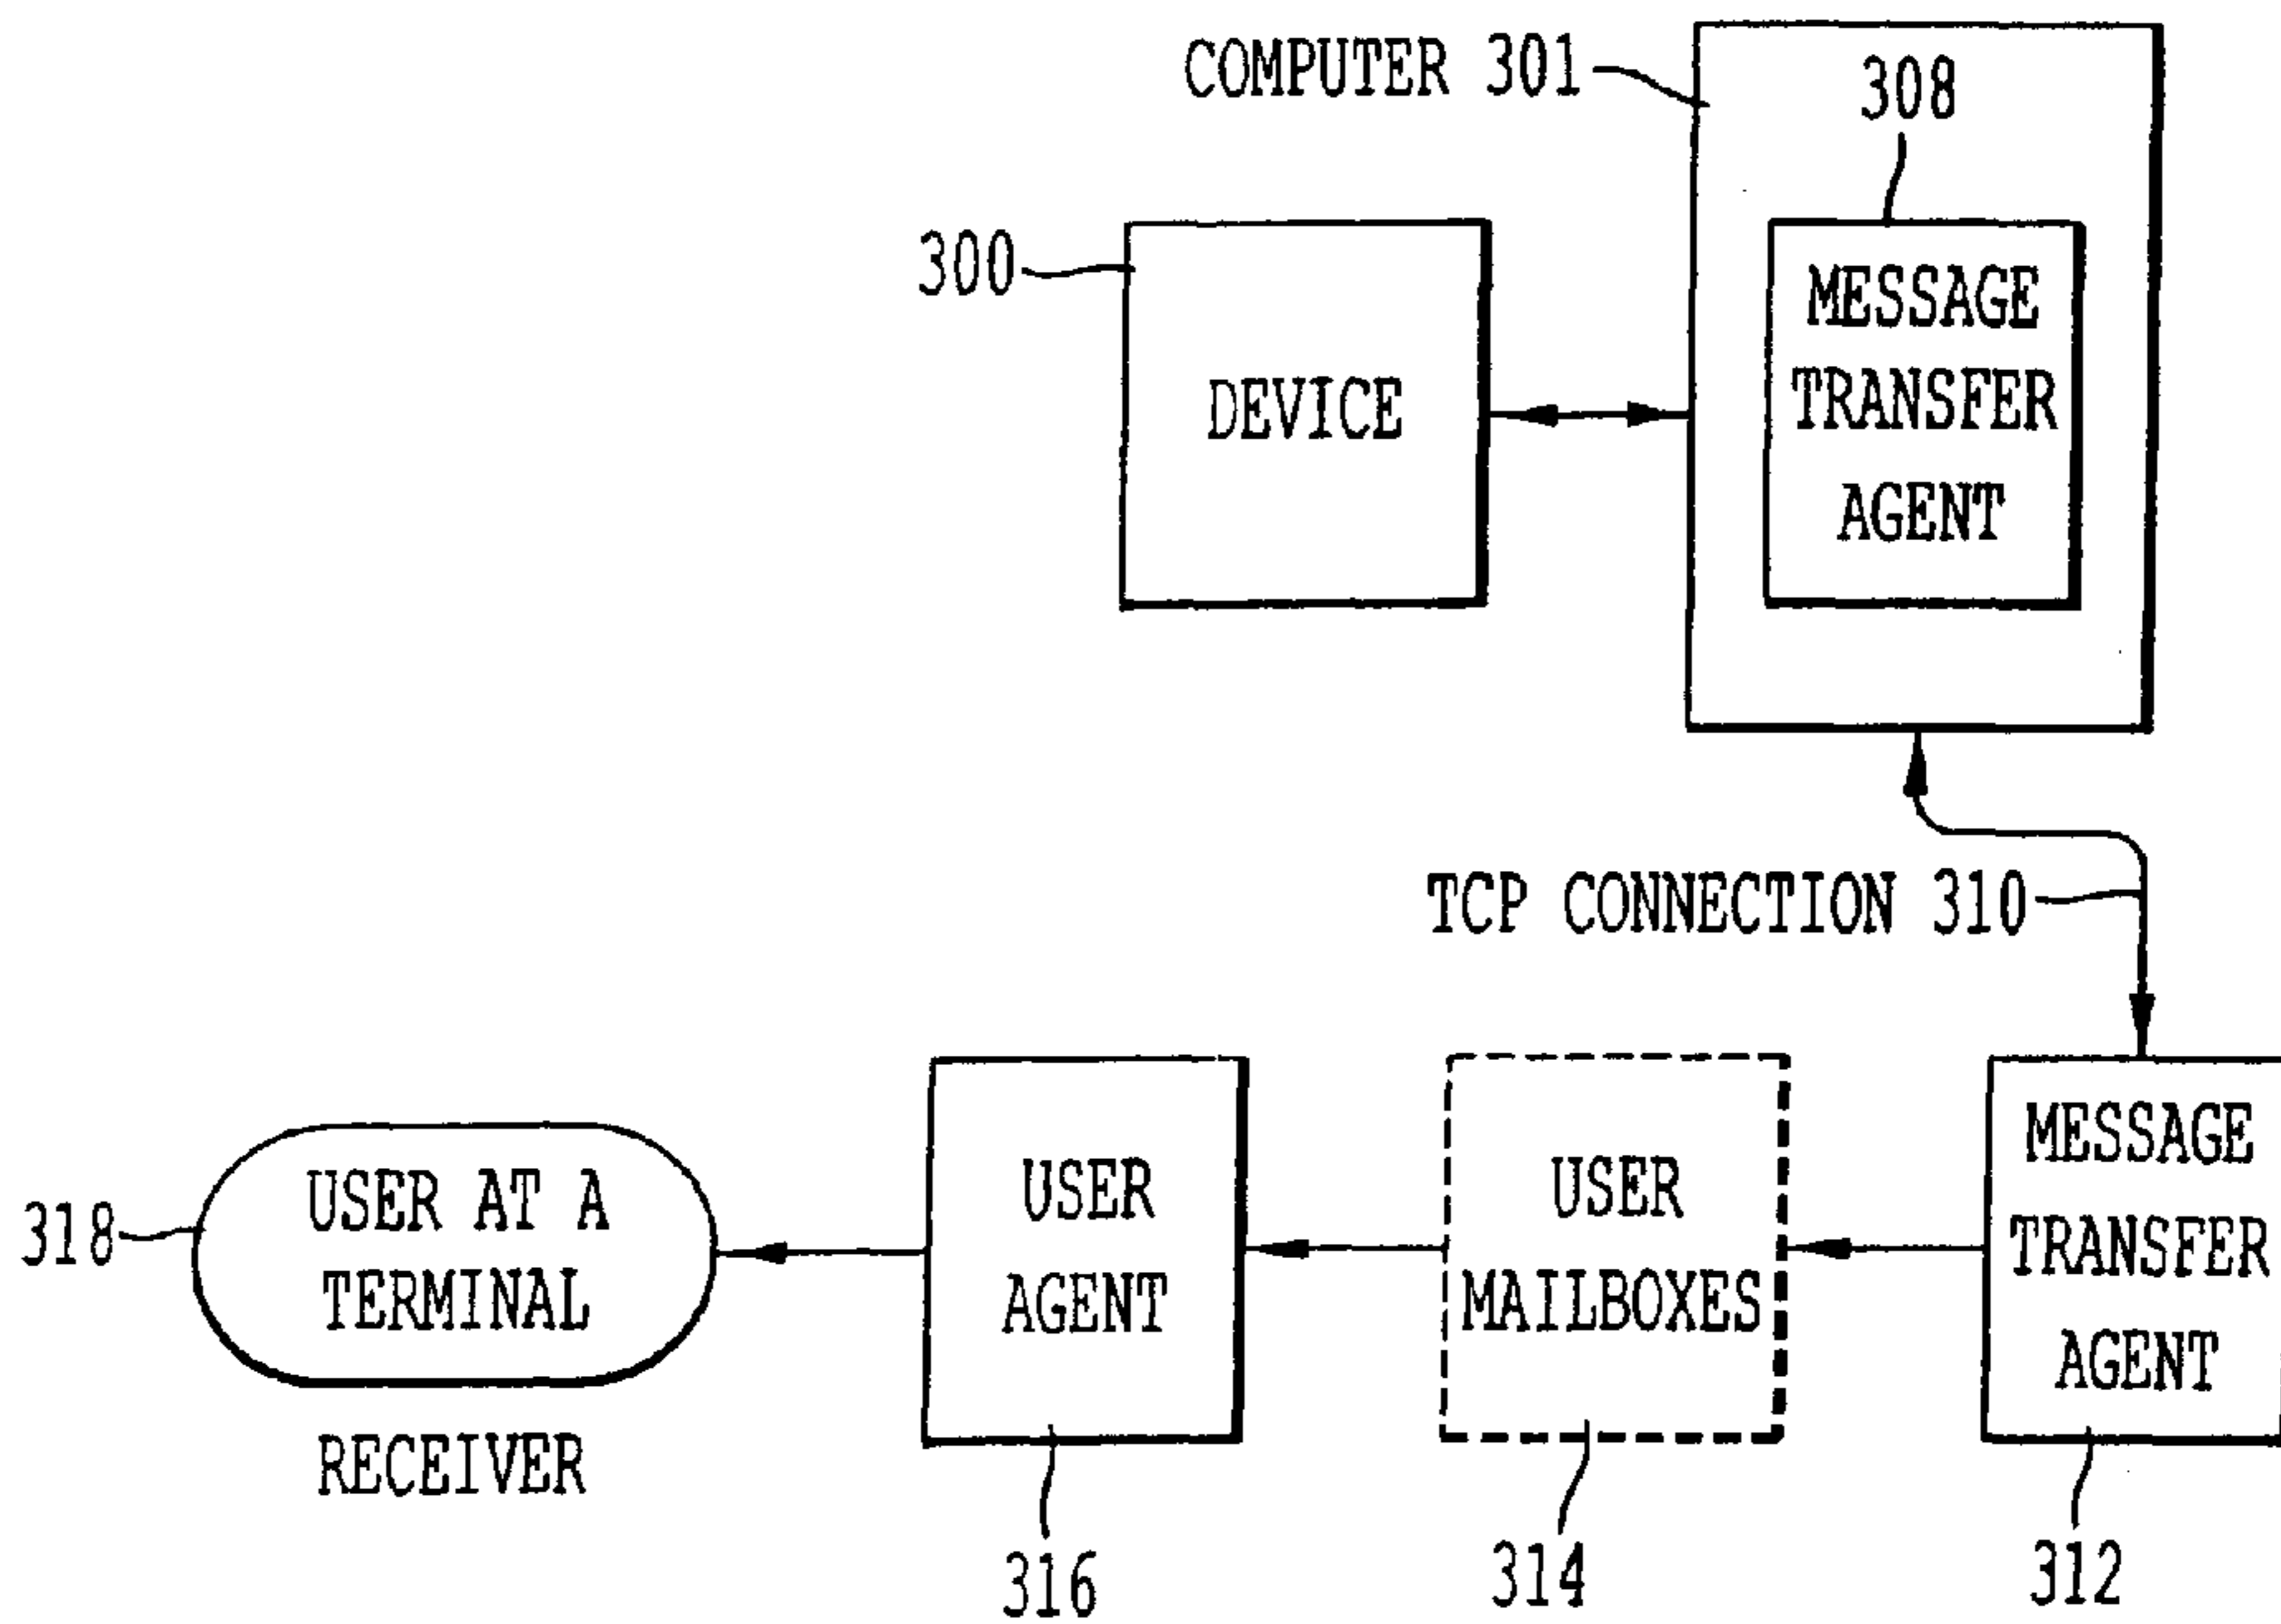 COMPUTER 301
308
300
DEVICE
MESSAGE
TRANSFER
AGENT
TCP CONNECTION 310
318
USER AT A
TERMINAL
RECEIVER
USER
AGENT
316
USER
MAILBOXES
314
MESSAGE
TRANSFER
AGENT
312